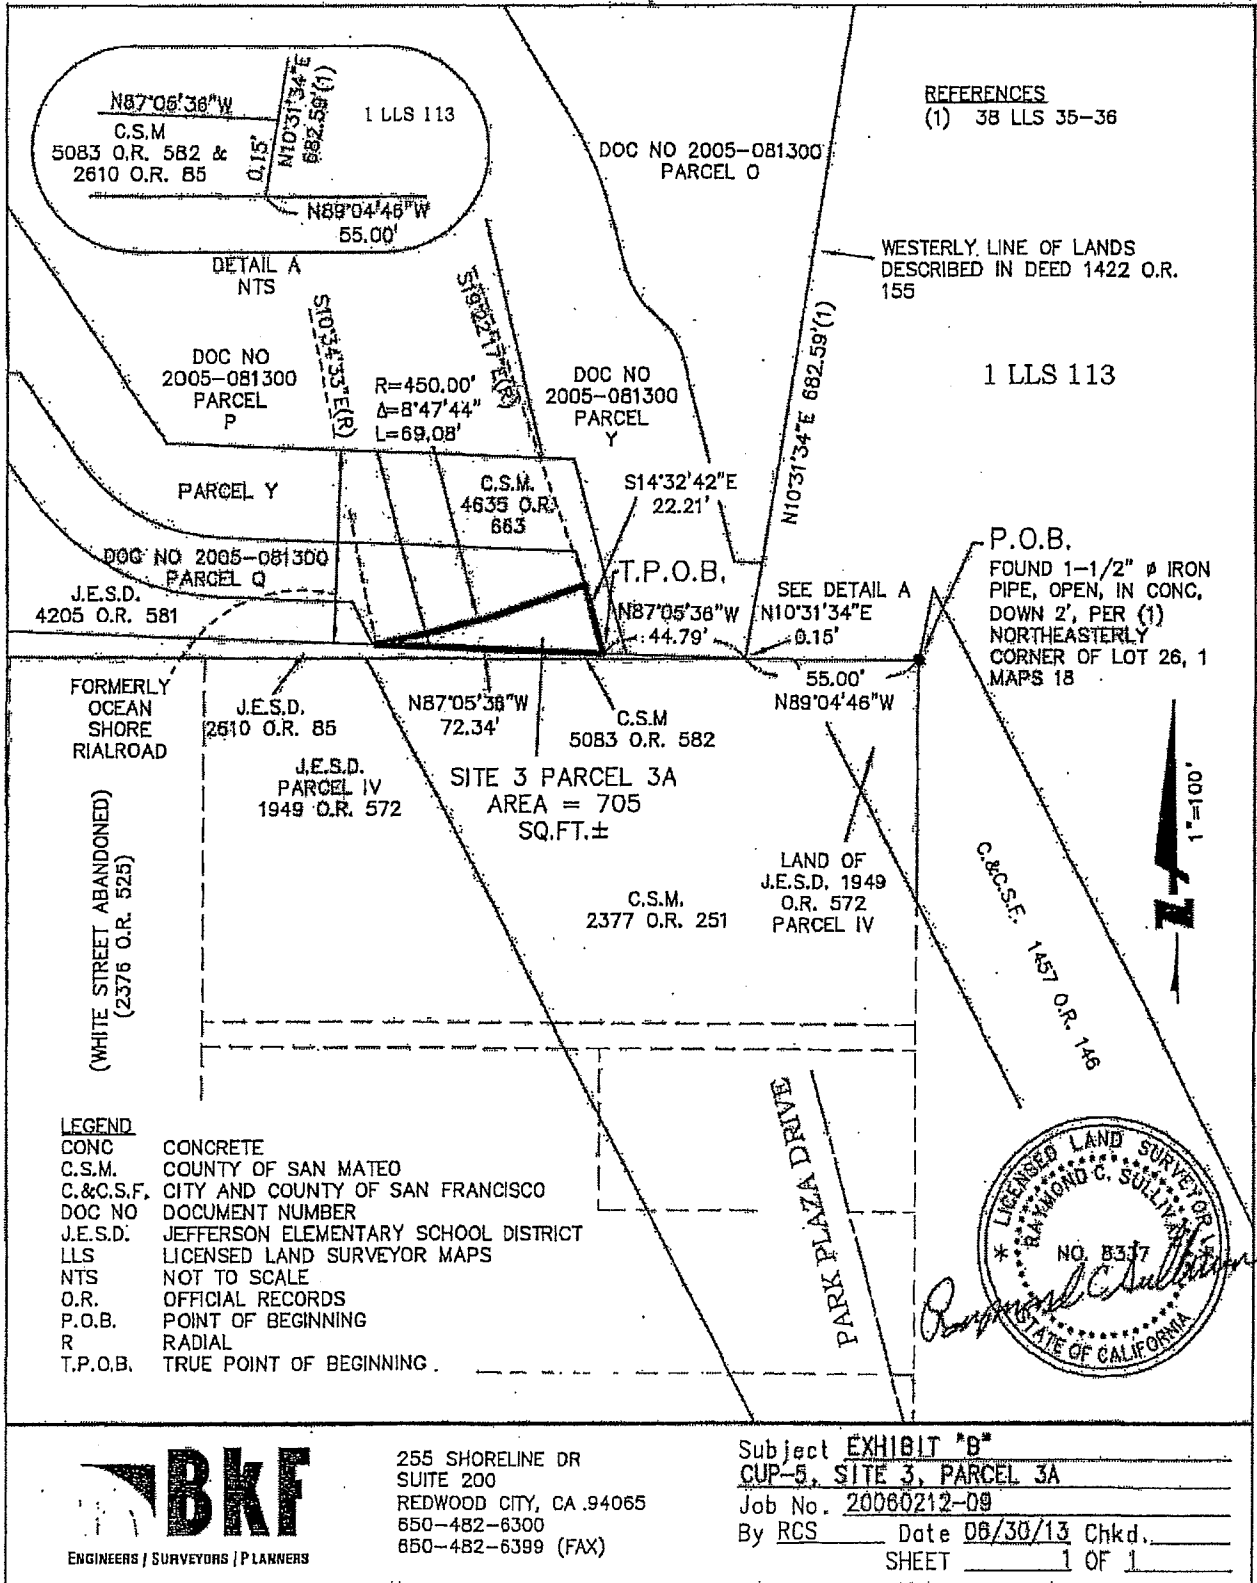 N87°05'36"W
C.S.M
5083 O.R. 582 &
2610 O.R. 85
0.15'
N10°31'34"E
682.59'(1)
1 LLS 113
N89°04'46"W
55.00'
DETAIL A
NTS
REFERENCES
(1) 38 LLS 35-36
DOC NO 2005-081300
PARCEL O
WESTERLY LINE OF LANDS
DESCRIBED IN DEED 1422 O.R.
155
1 LLS 113
N10°31'34"E 682.59'(1)
S10°34'33"E(R)
S19°22'17"E(R)
DOC NO
2005-081300
PARCEL
P
R=450.00'
Δ=8°47'44"
L=69.08'
DOC NO
2005-081300
PARCEL
Y
PARCEL Y
C.S.M.
4635 O.R.
663
S14°32'42"E
22.21'
DOC NO 2005-081300
PARCEL Q
J.E.S.D.
4205 O.R. 581
T.P.O.B.
N87°05'36"W
44.79'
SEE DETAIL A
N10°31'34"E
0.15'
P.O.B.
FOUND 1-1/2" ø IRON
PIPE, OPEN, IN CONC,
DOWN 2', PER (1)
NORTHEASTERLY
CORNER OF LOT 26, 1
MAPS 18
55.00'
N89°04'46"W
FORMERLY
OCEAN
SHORE
RIALROAD
J.E.S.D.
2610 O.R. 85
N87°05'36"W
72.34'
C.S.M
5083 O.R. 582
J.E.S.D.
PARCEL IV
1949 O.R. 572
SITE 3 PARCEL 3A
AREA = 705
SQ.FT.±
(WHITE STREET ABANDONED)
(2376 O.R. 525)
C.S.M.
2377 O.R. 251
LAND OF
J.E.S.D. 1949
O.R. 572
PARCEL IV
C.&C.S.F. 1457 O.R. 146
1"=100'
PARK PLAZA DRIVE
LEGEND
CONC CONCRETE
C.S.M. COUNTY OF SAN MATEO
C.&C.S.F. CITY AND COUNTY OF SAN FRANCISCO
DOC NO DOCUMENT NUMBER
J.E.S.D. JEFFERSON ELEMENTARY SCHOOL DISTRICT
LLS LICENSED LAND SURVEYOR MAPS
NTS NOT TO SCALE
O.R. OFFICIAL RECORDS
P.O.B. POINT OF BEGINNING
R RADIAL
T.P.O.B. TRUE POINT OF BEGINNING
LICENSED LAND SURVEYOR
RAYMOND C. SULLIVAN
NO. 8337
STATE OF CALIFORNIA
Raymond C Sullivan
BKF
ENGINEERS / SURVEYORS / PLANNERS
255 SHORELINE DR
SUITE 200
REDWOOD CITY, CA 94065
650-482-6300
650-482-6399 (FAX)
Subject EXHIBIT "B"
CUP-5, SITE 3, PARCEL 3A
Job No. 20060212-09
By RCS Date 08/30/13 Chkd.
SHEET 1 OF 1